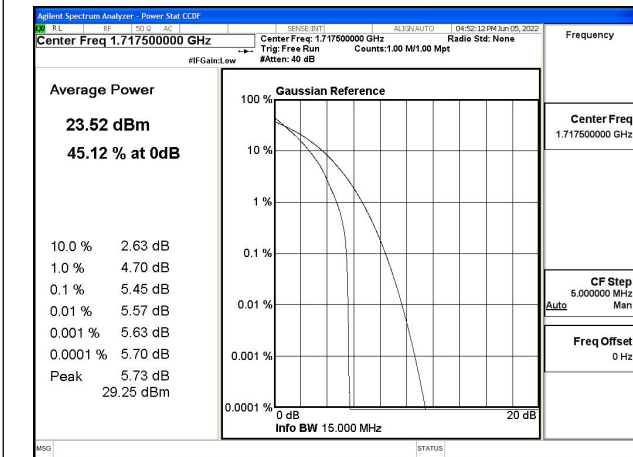 Agilent Spectrum Analyzer - Power Stat CCDF
RL RF 50 Ω AC SENSE:INT ALIGNAUTO 04:52:12 PM Jun 05, 2022
Center Freq 1.717500000 GHz
Center Freq: 1.717500000 GHz Radio Std: None
Trig: Free Run Counts:1.00 M/1.00 Mpt
#IFGain:Low #Atten: 40 dB
Frequency
Average Power
23.52 dBm
45.12 % at 0dB
10.0 % 2.63 dB
1.0 % 4.70 dB
0.1 % 5.45 dB
0.01 % 5.57 dB
0.001 % 5.63 dB
0.0001 % 5.70 dB
Peak 5.73 dB
29.25 dBm
Gaussian Reference
100 %
10 %
1 %
0.1 %
0.01 %
0.001 %
0.0001 %
0 dB 20 dB
Info BW 15.000 MHz
Center Freq
1.717500000 GHz
CF Step
5.000000 MHz
Auto Man
Freq Offset
0 Hz
MSG STATUS